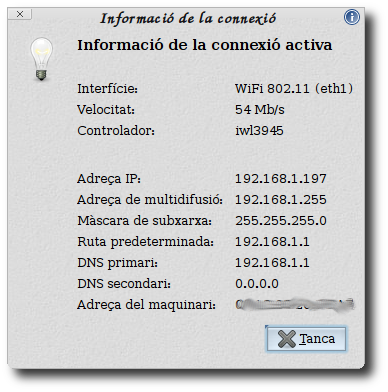 Informació de la connexió
Informació de la connexió activa
Interfície: WiFi 802.11 (eth1)
Velocitat: 54 Mb/s
Controlador: iwl3945
Adreça IP: 192.168.1.197
Adreça de multidifusió: 192.168.1.255
Màscara de subxarxa: 255.255.255.0
Ruta predeterminada: 192.168.1.1
DNS primari: 192.168.1.1
DNS secundari: 0.0.0.0
Adreça del maquinari:
Tanca